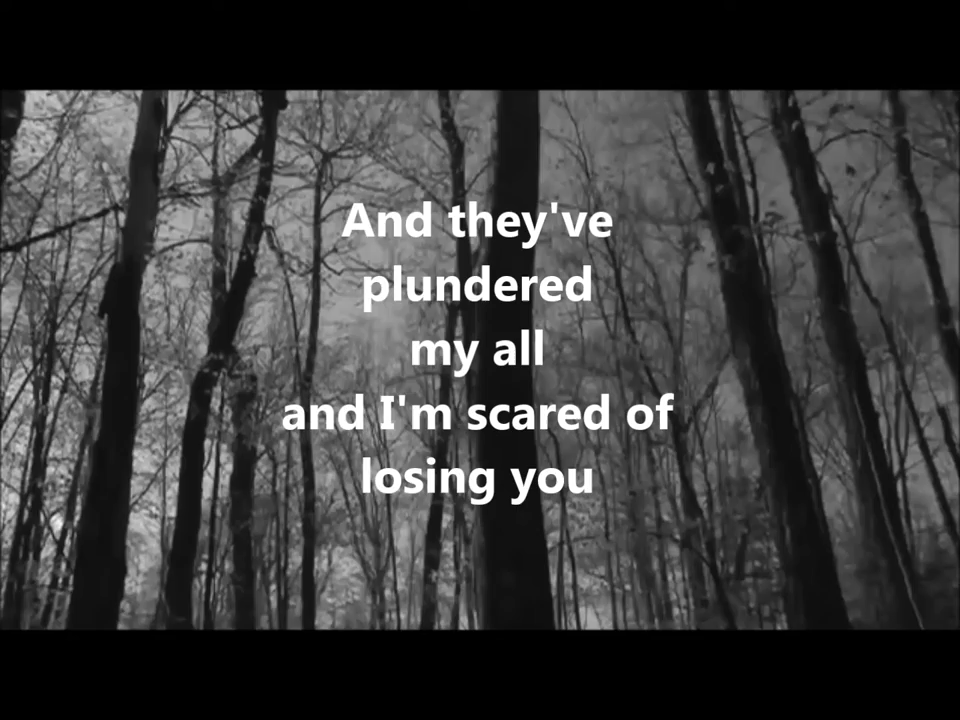 And they've
plundered
my all
and I'm scared of
losing you